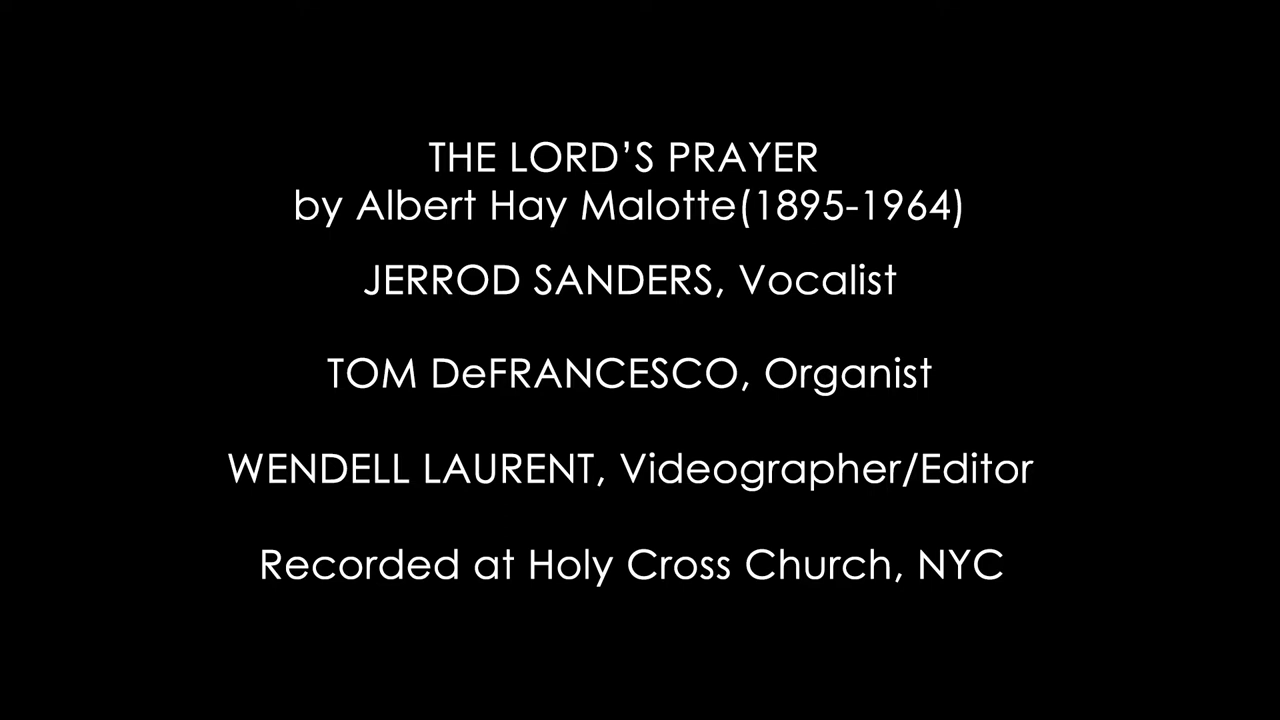 THE LORD’S PRAYER
by Albert Hay Malotte(1895-1964)
JERROD SANDERS, Vocalist
TOM DeFRANCESCO, Organist
WENDELL LAURENT, Videographer/Editor
Recorded at Holy Cross Church, NYC